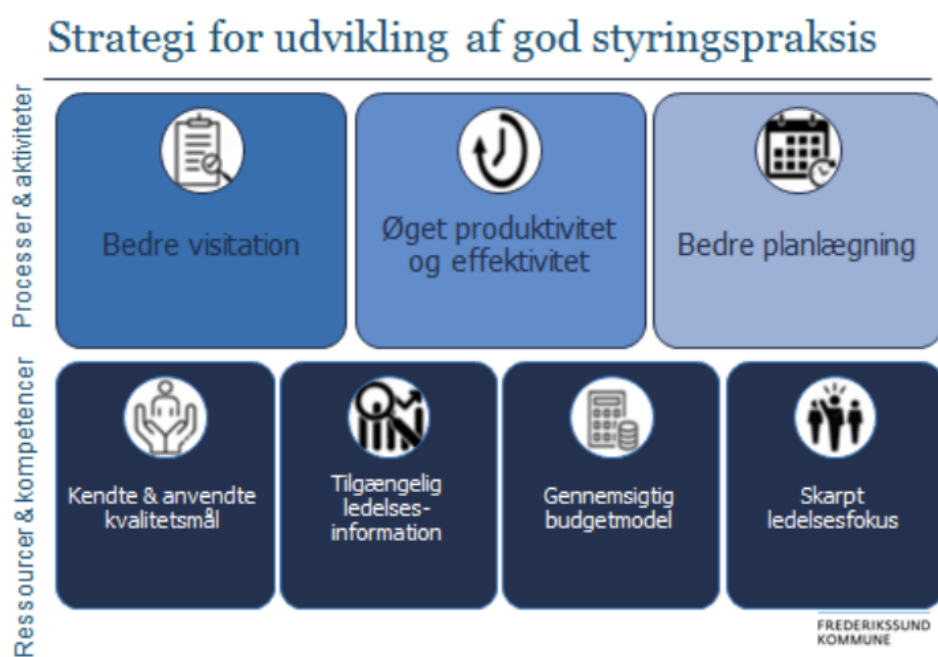 Strategi for udvikling af god styringspraksis
Processer & aktiviteter
Bedre visitation
Øget produktivitet
og effektivitet
Bedre planlægning
Ressourcer & kompetencer
Kendte & anvendte
kvalitetsmål
Tilgængelig
ledelses-
information
Gennemsigtig
budgetmodel
Skarpt
ledelsesfokus
FREDERIKSSUND
KOMMUNE